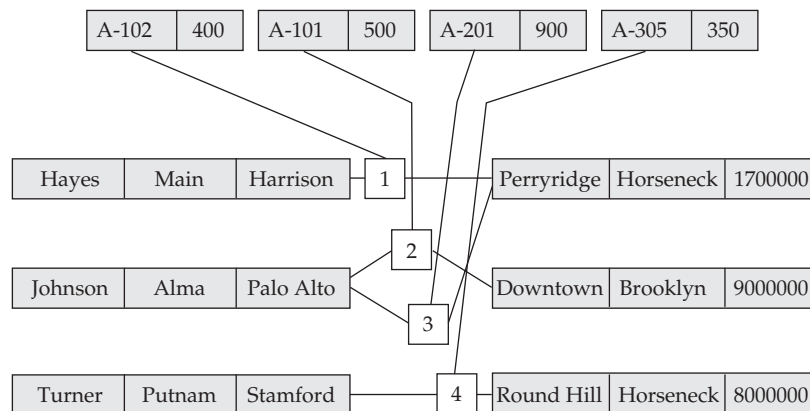 A-102 400 A-101 500 A-201 900 A-305 350
Hayes Main Harrison 1 Perryridge Horseneck 1700000
2
Johnson Alma Palo Alto Downtown Brooklyn 9000000
3
Turner Putnam Stamford 4 Round Hill Horseneck 8000000